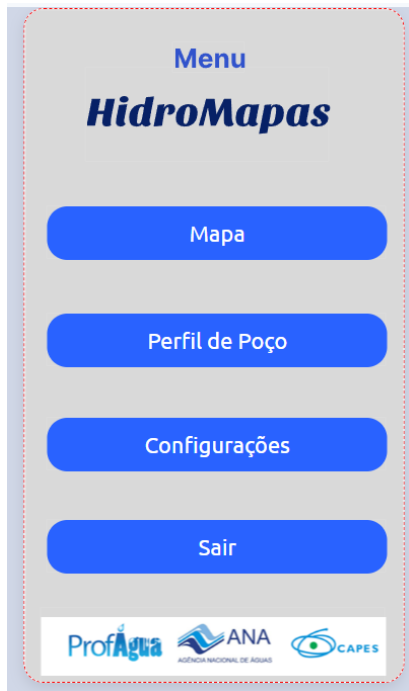 Menu
HidroMapas
Mapa
Perfil de Poço
Configurações
Sair
ProfÁgua ANA CAPES
AGÊNCIA NACIONAL DE ÁGUAS